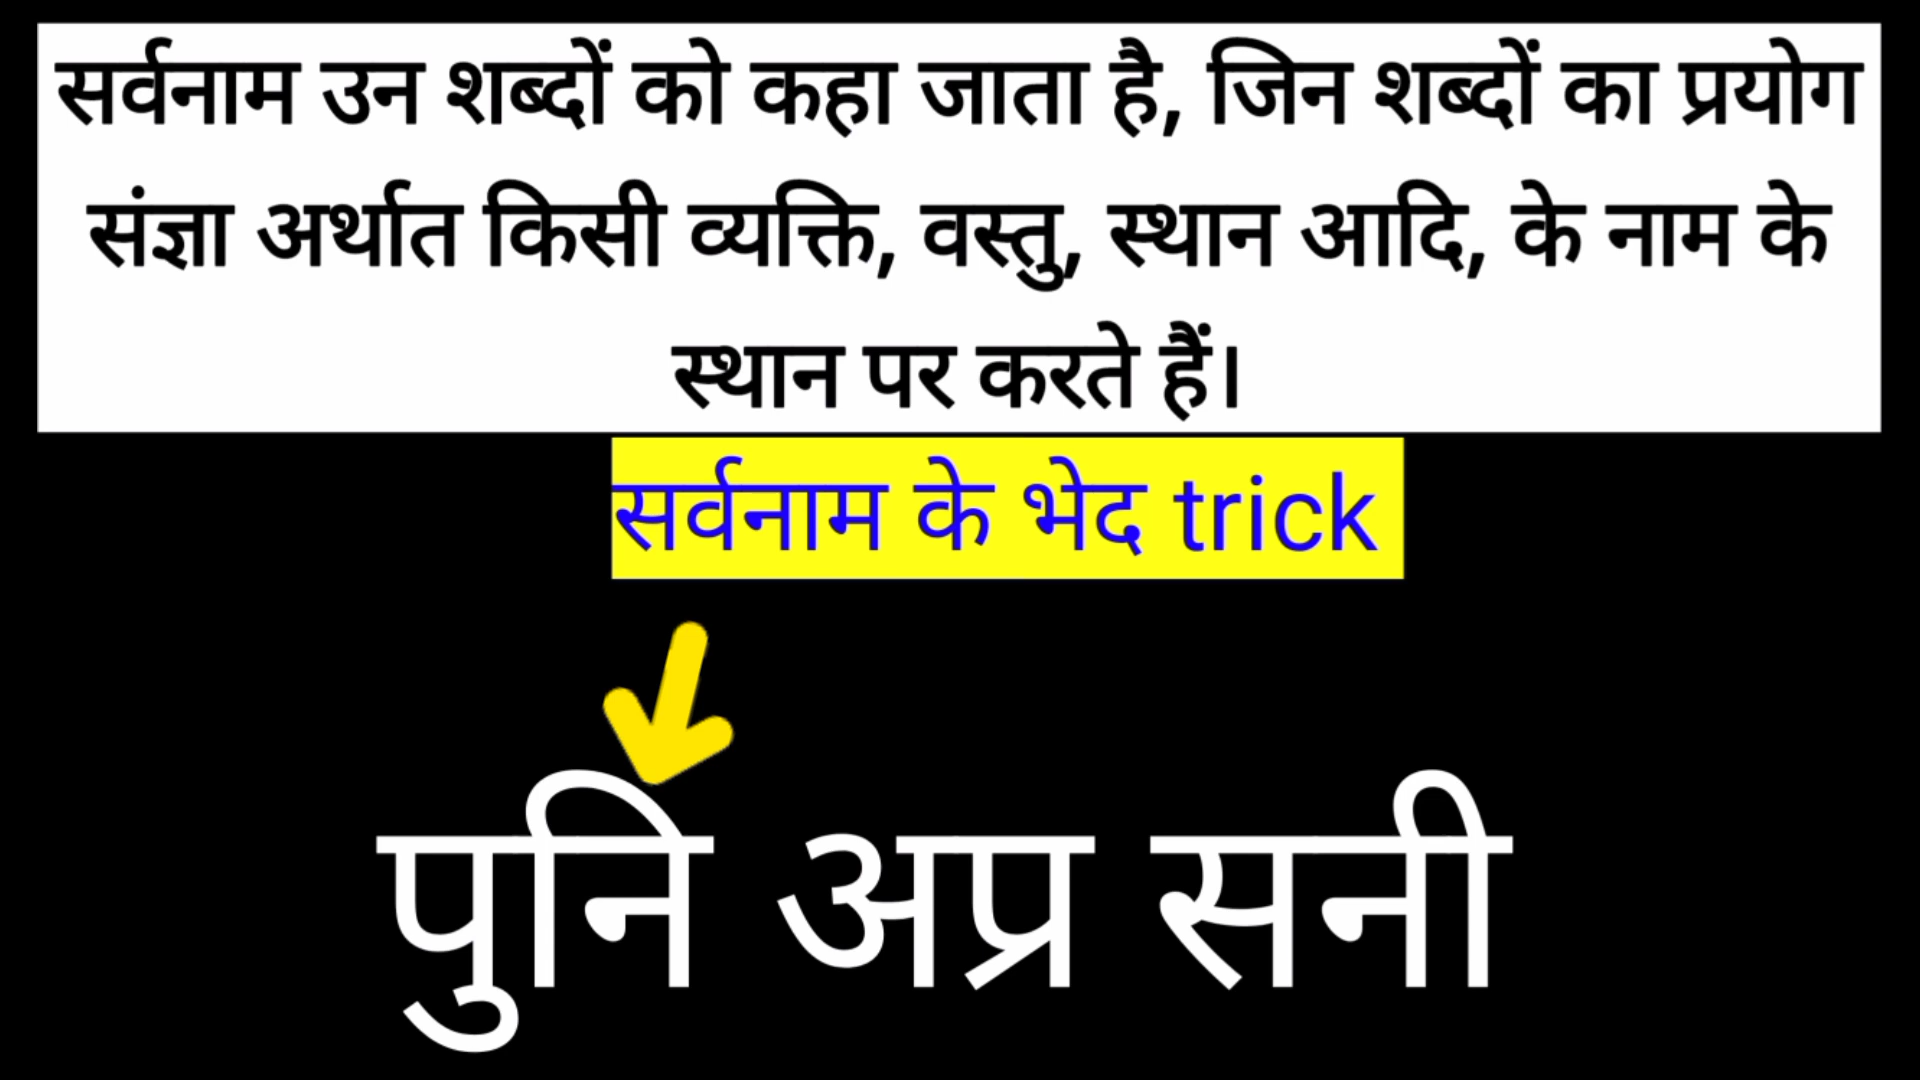 सर्वनाम उन शब्दों को कहा जाता है, जिन शब्दों का प्रयोग
संज्ञा अर्थात किसी व्यक्ति, वस्तु, स्थान आदि, के नाम के
स्थान पर करते हैं।
सर्वनाम के भेद trick
पुनि अप्र सनी